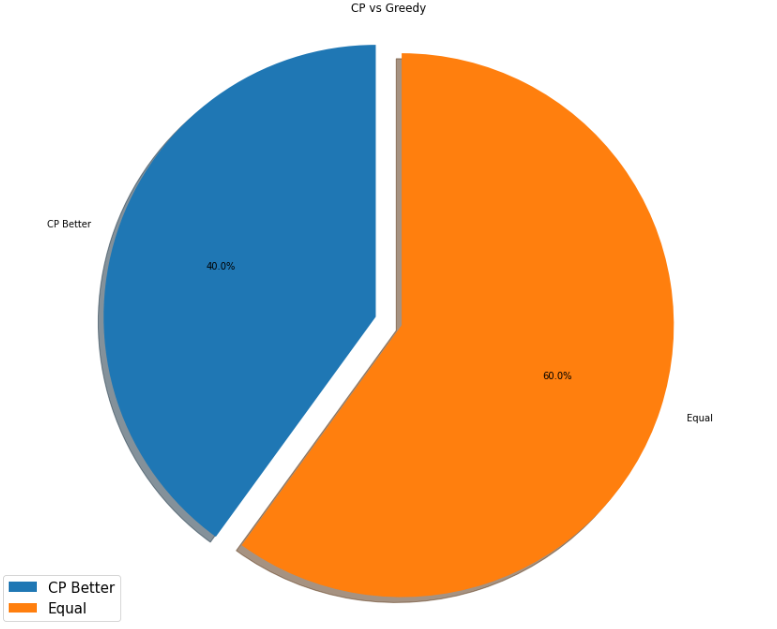 CP vs Greedy
CP Better
40.0%
60.0%
Equal
CP Better
Equal